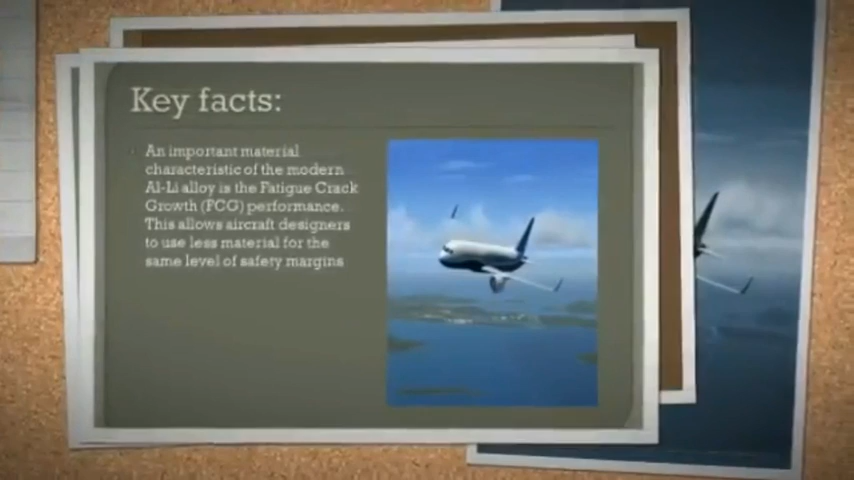 Key facts:
An important material
characteristic of the modern
Al-Li alloy is the Fatigue Crack
Growth (FCG) performance.
This allows aircraft designers
to use less material for the
same level of safety margins